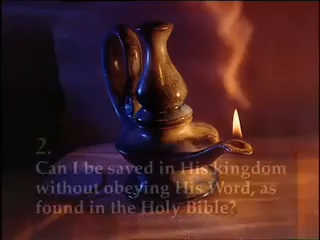 2.
Can I be saved in His kingdom
without obeying His Word, as
found in the Holy Bible?